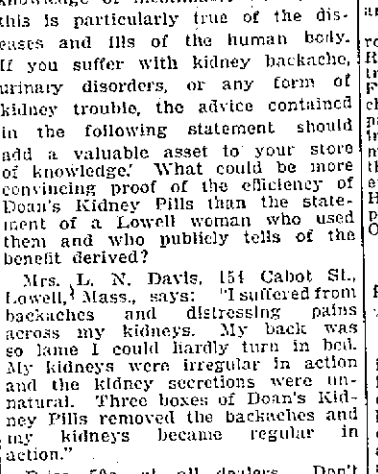 this is particularly true of the dis-
eases and ills of the human body.
If you suffer with kidney backache,
urinary disorders, or any form of
kidney trouble, the advice contained
in the following statement should
add a valuable asset to your store
of knowledge. What could be more
convincing proof of the efficiency of
Doan's Kidney Pills than the state-
ment of a Lowell woman who used
them and who publicly tells of the
benefit derived?
Mrs. L. N. Davis, 154 Cabot St.,
Lowell, Mass., says: "I suffered from
backaches and distressing pains
across my kidneys. My back was
so lame I could hardly turn in bed.
My kidneys were irregular in action
and the kidney secretions were un-
natural. Three boxes of Doan's Kid-
ney Pills removed the backaches and
my kidneys became regular in
action."
at all dealers. Don't